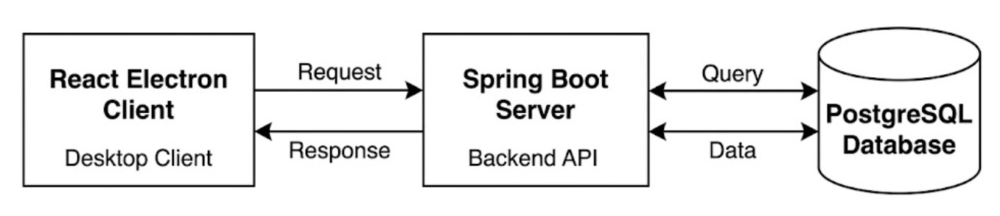 React Electron
Client
Desktop Client
Request
Response
Spring Boot
Server
Backend API
Query
Data
PostgreSQL
Database